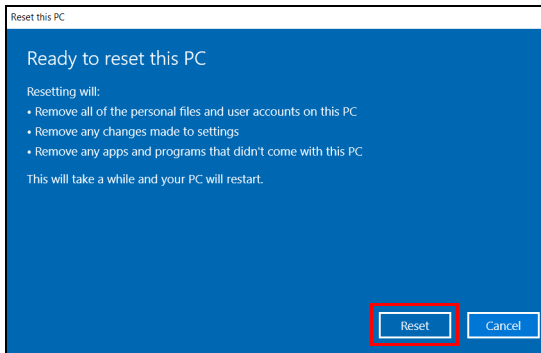 Reset this PC
Ready to reset this PC
Resetting will:
• Remove all of the personal files and user accounts on this PC
• Remove any changes made to settings
• Remove any apps and programs that didn't come with this PC
This will take a while and your PC will restart.
Reset Cancel